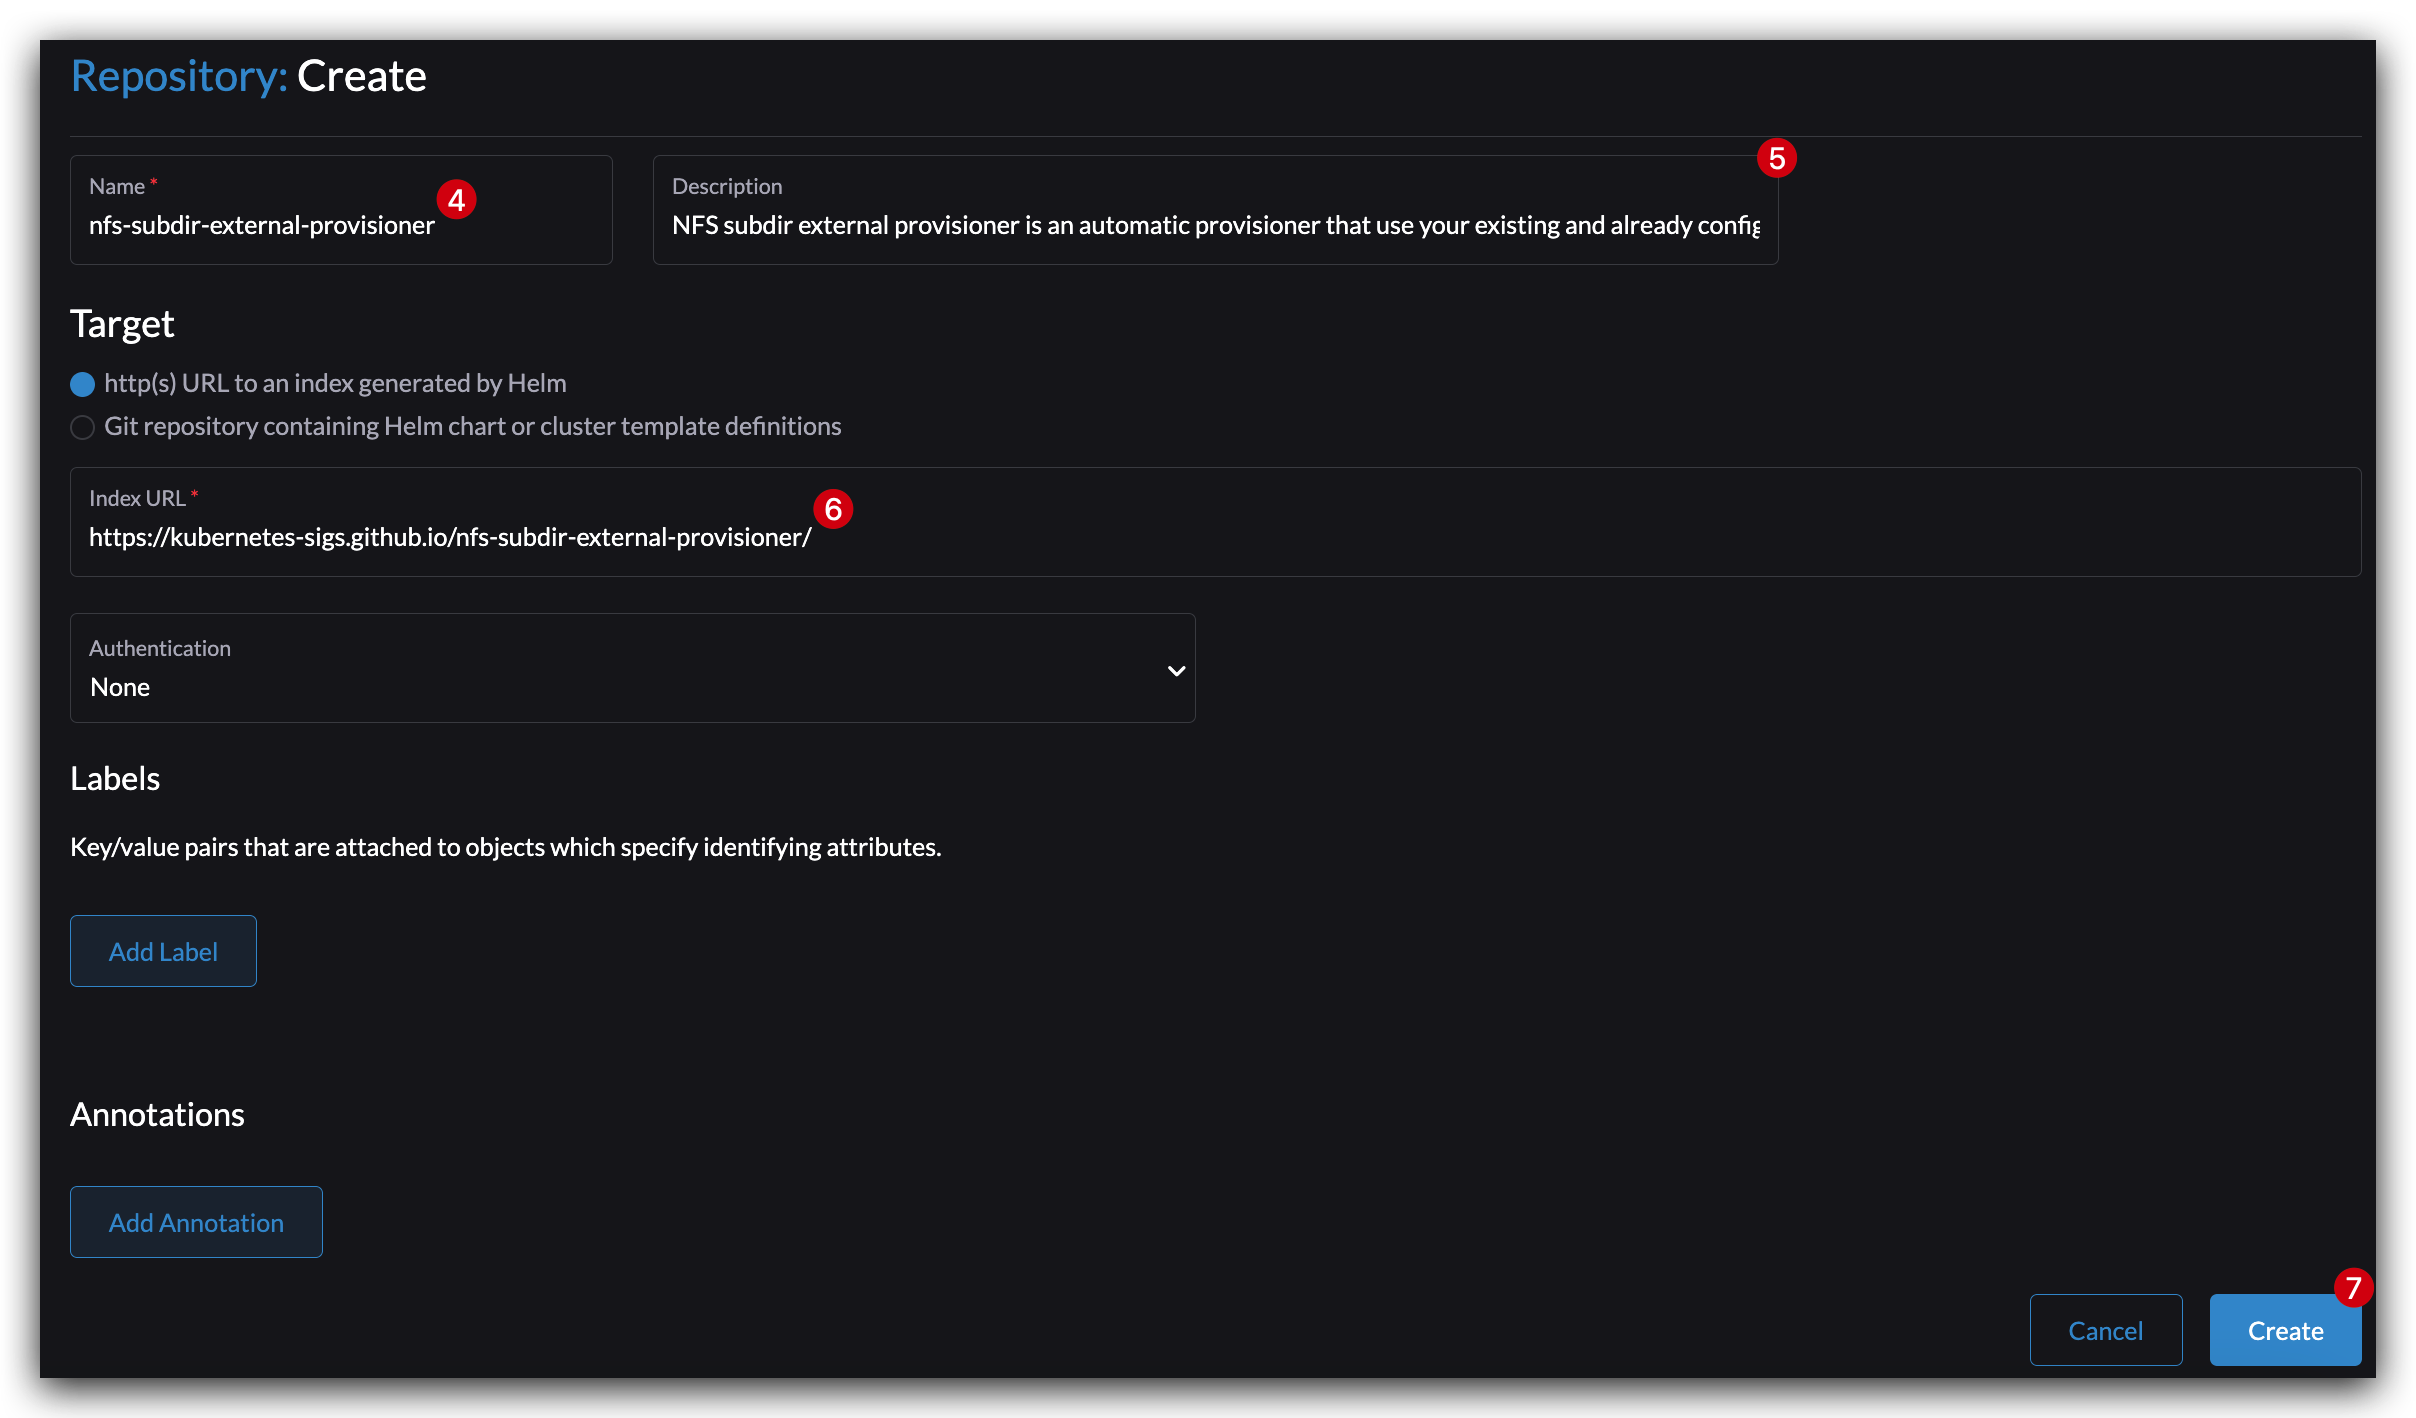 Repository: Create
5
Name *
4
nfs-subdir-external-provisioner
Description
NFS subdir external provisioner is an automatic provisioner that use your existing and already config
Target
http(s) URL to an index generated by Helm
Git repository containing Helm chart or cluster template definitions
Index URL *
6
https://kubernetes-sigs.github.io/nfs-subdir-external-provisioner/
Authentication
None
Labels
Key/value pairs that are attached to objects which specify identifying attributes.
Add Label
Annotations
Add Annotation
7
Cancel
Create